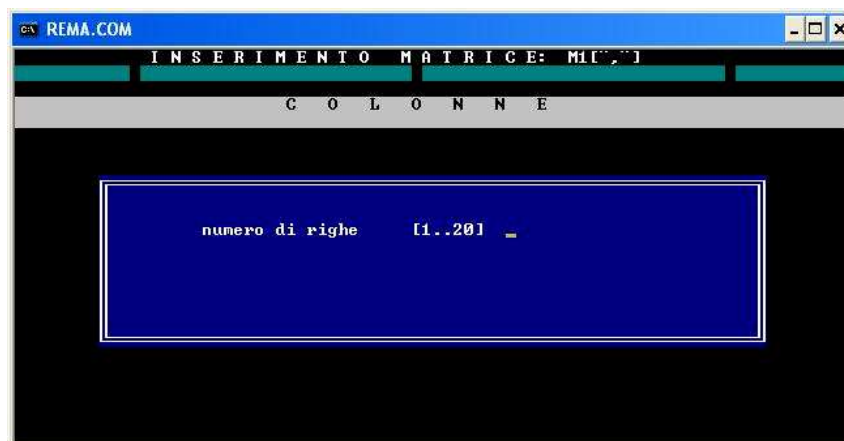 C:\ REMA.COM
INSERIMENTO MATRICE: M1[¨,¨]
COLONNE
numero di righe [1..20] _